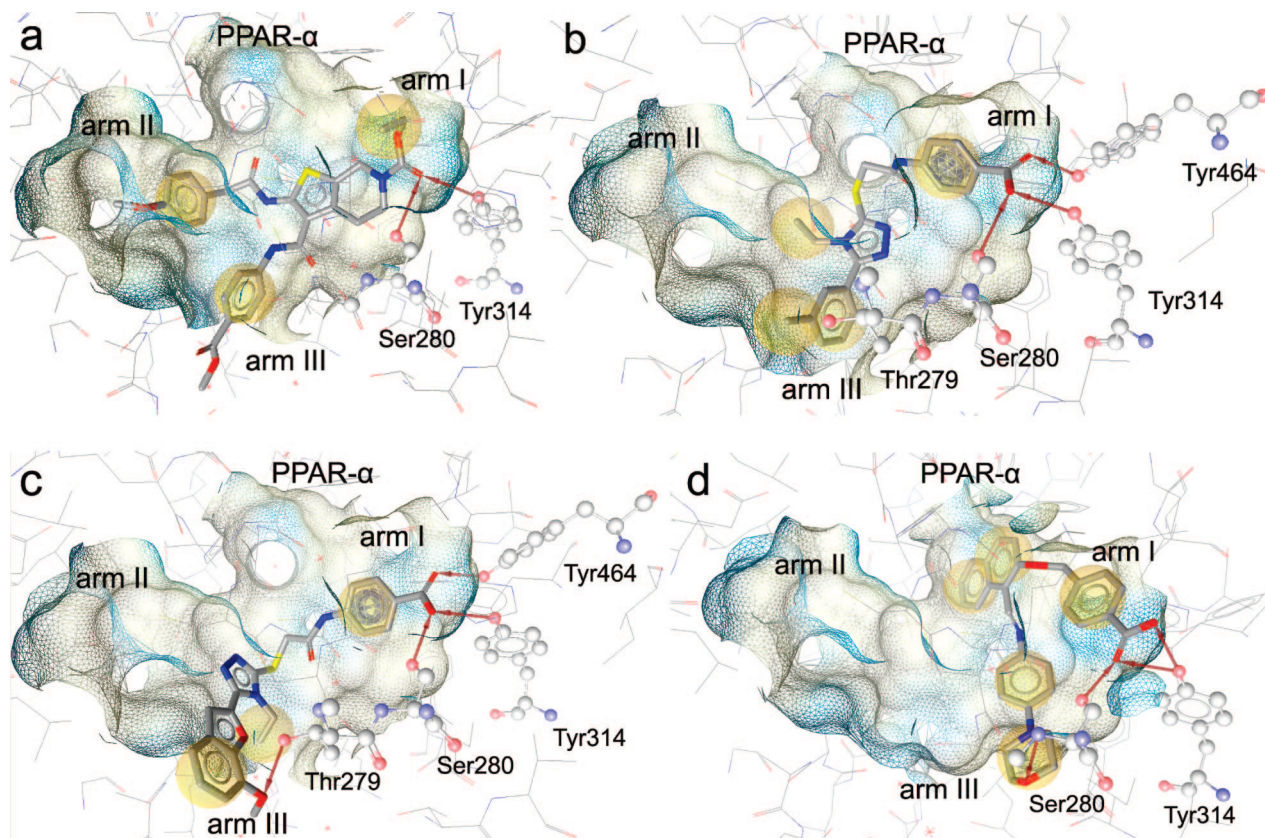 a
PPAR-α
arm I
arm II
arm III
Ser280
Tyr314
b
PPAR-α
arm I
arm II
Tyr464
Tyr314
Ser280
Thr279
arm III
c
PPAR-α
arm I
arm II
Tyr464
Tyr314
Ser280
Thr279
arm III
d
PPAR-α
arm I
arm II
arm III
Ser280
Tyr314